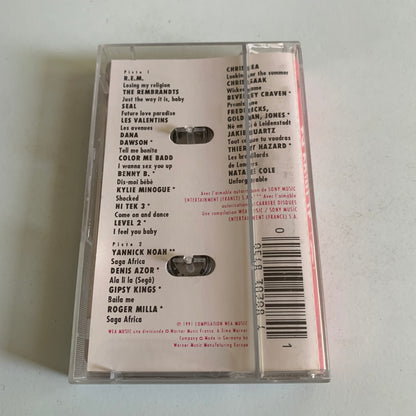 Piste 1
R.E.M.
Losing my religion
THE REMBRANDTS
Just the way it is, baby
SEAL
Future love paradise
LES VALENTINS
Les avenues
DANA
DAWSON *
Tell me bonita
COLOR ME BADD
I wanna sex you up
BENNY B. *
Dis-moi bébé
KYLIE MINOGUE *
Shocked
HI TEK 3 *
Come on and dance
LEVEL 2 *
I feel you baby
Piste 2
YANNICK NOAH **
Saga Africa
DENIS AZOR *
Ala li la (Sega)
GIPSY KINGS *
Baila me
ROGER MILLA *
Saga Africa
CHRIS REA
Looking for the summer
CHRIS ISAAK
Wicked game
BEVERLEY CRAVEN *
Promise me
FREDERICKS,
GOLDMAN, JONES *
Né en 17 à Leidenstadt
JAKIE QUARTZ
Tout ce que tu voudras
THIERRY HAZARD *
Les brouillards
de Londres
NATALIE COLE
Unforgettable
Avec l'aimable autorisation de SONY MUSIC
ENTERTAINMENT (FRANCE) S.A.
autorisation CARRERE DISQUES
Une compilation WEA MUSIC / SONY MUSIC
ENTERTAINMENT (FRANCE) S.A.
℗ 1991 COMPILATION WEA MUSIC
WEA MUSIC une division de Warner Music France. A Time Warner
Company Made in Germany by
Warner Music Manufacturing Europe